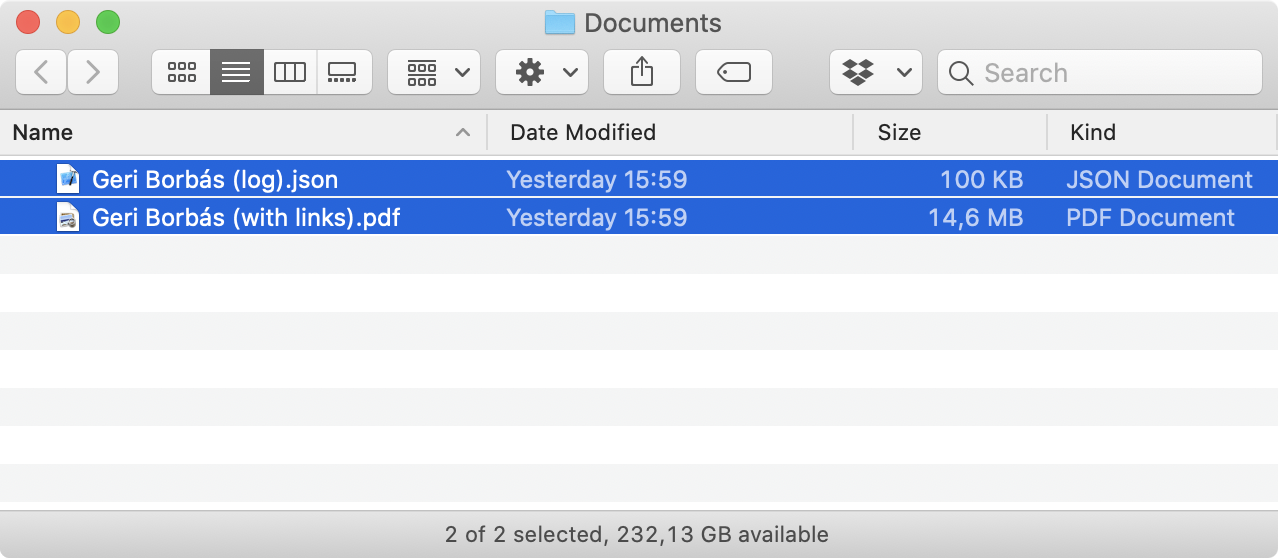 Documents
Search
Name Date Modified Size Kind
Geri Borbás (log).json Yesterday 15:59 100 KB JSON Document
Geri Borbás (with links).pdf Yesterday 15:59 14,6 MB PDF Document
2 of 2 selected, 232,13 GB available